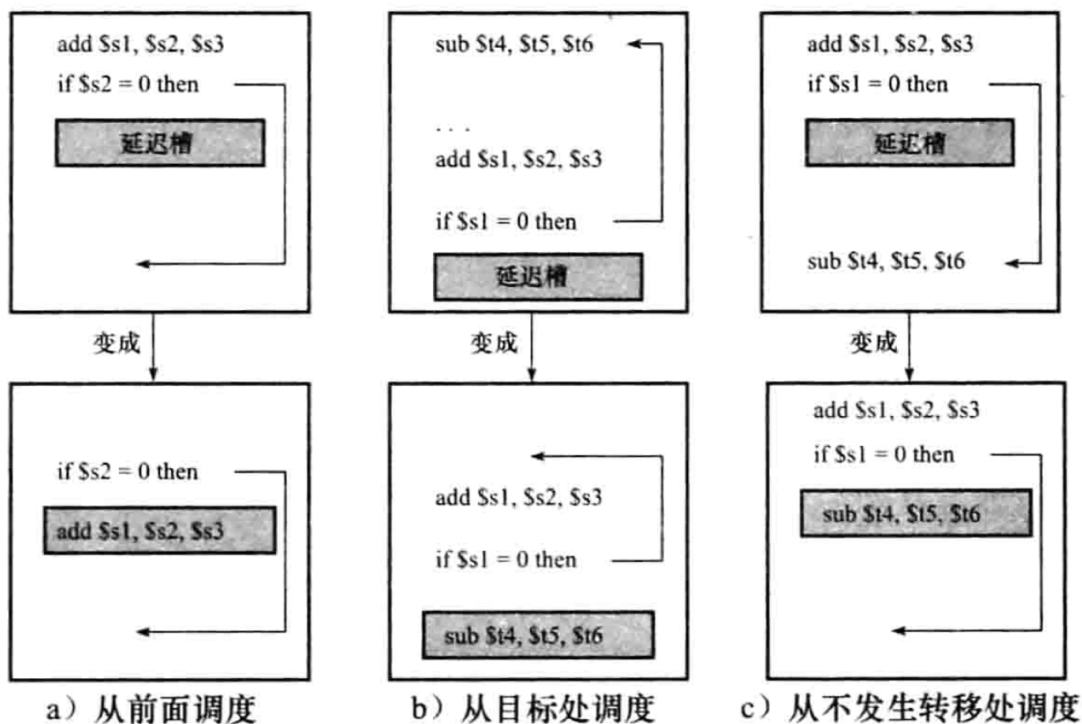 add $s1, $s2, $s3
if $s2 = 0 then
延迟槽
变成
if $s2 = 0 then
add $s1, $s2, $s3
a）从前面调度
sub $t4, $t5, $t6
. . .
add $s1, $s2, $s3
if $s1 = 0 then
延迟槽
变成
add $s1, $s2, $s3
if $s1 = 0 then
sub $t4, $t5, $t6
b）从目标处调度
add $s1, $s2, $s3
if $s1 = 0 then
延迟槽
sub $t4, $t5, $t6
变成
add $s1, $s2, $s3
if $s1 = 0 then
sub $t4, $t5, $t6
c）从不发生转移处调度